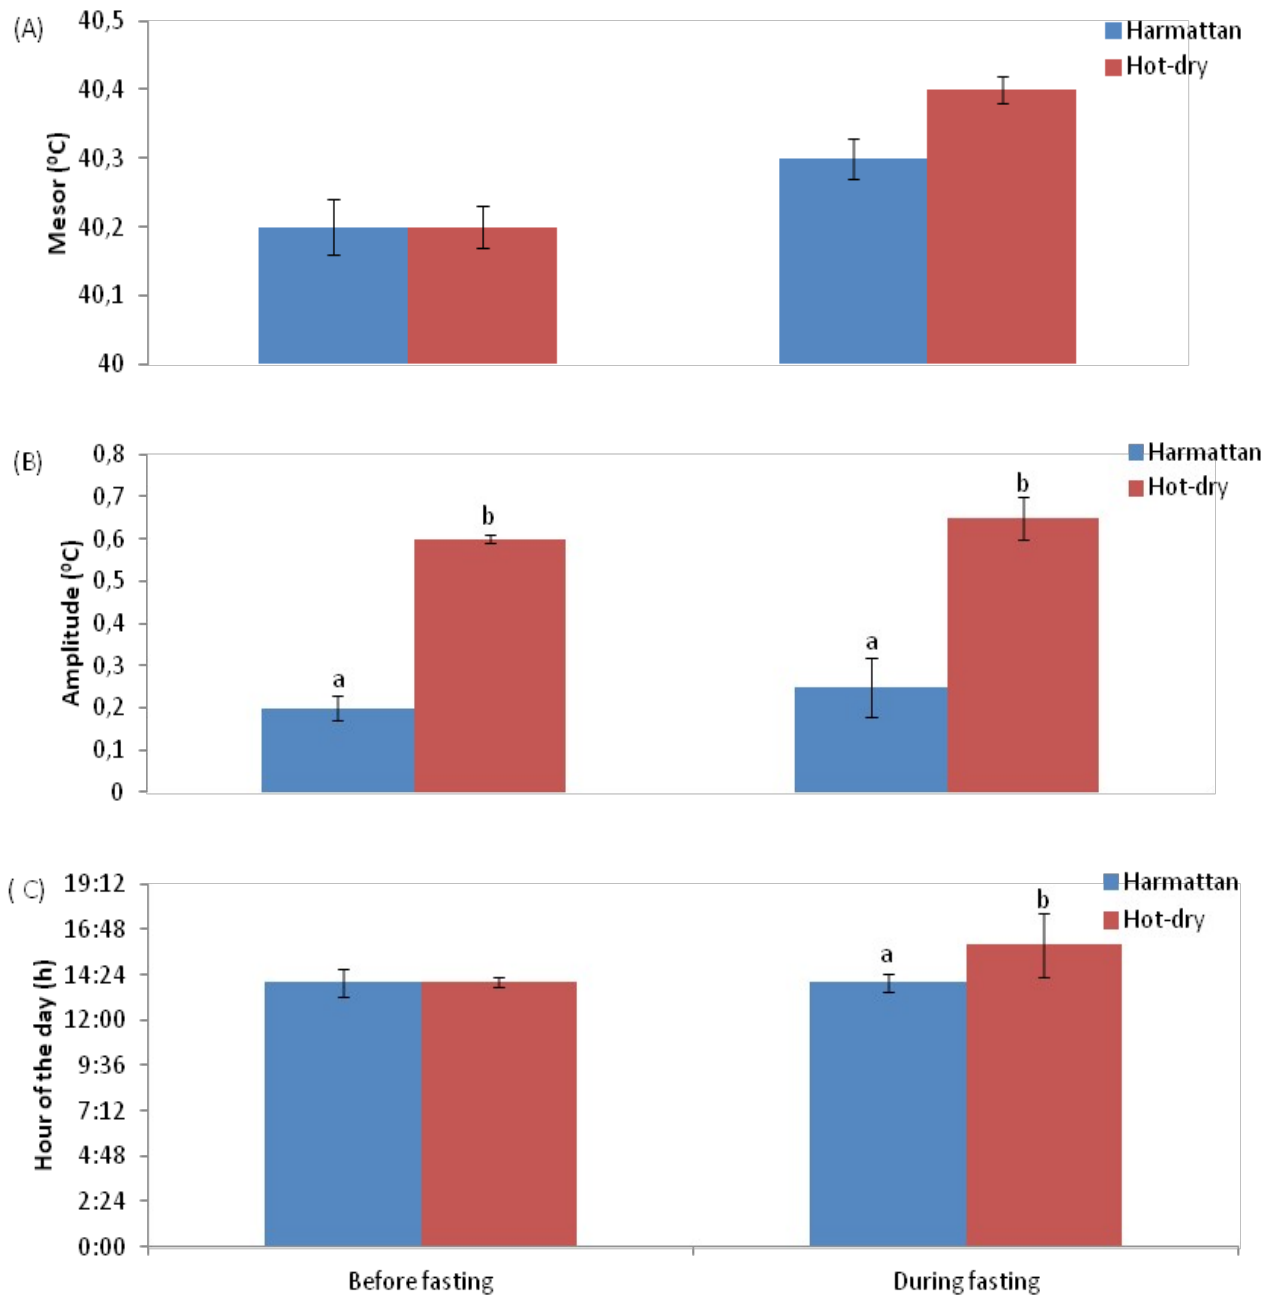 (A)
Mesor (ºC)
40,5
40,4
40,3
40,2
40,1
40
Harmattan
Hot-dry
(B)
Amplitude (ºC)
0,8
0,7
0,6
0,5
0,4
0,3
0,2
0,1
0
a
b
a
b
Harmattan
Hot-dry
( C)
Hour of the day (h)
19:12
16:48
14:24
12:00
9:36
7:12
4:48
2:24
0:00
a
b
Harmattan
Hot-dry
Before fasting
During fasting